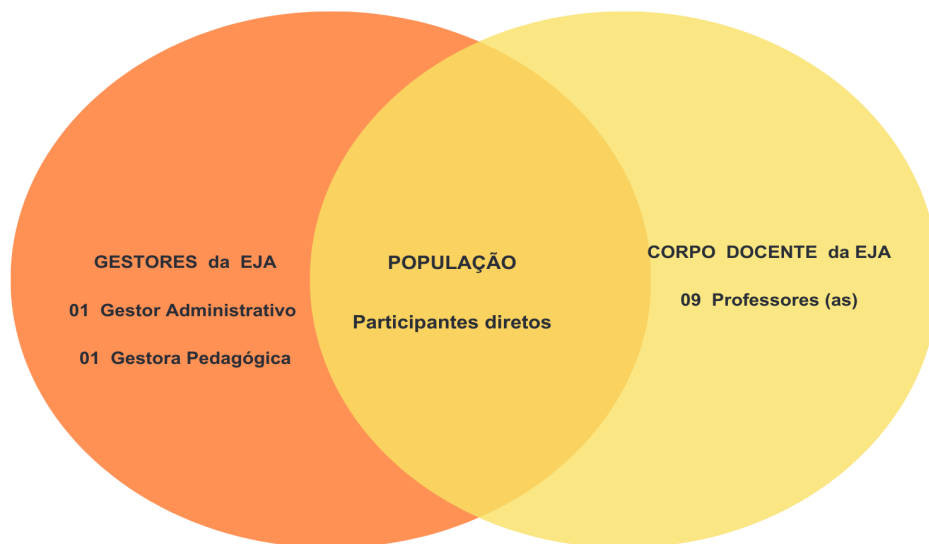 GESTORES da EJA
01 Gestor Administrativo
01 Gestora Pedagógica
POPULAÇÃO
Participantes diretos
CORPO DOCENTE da EJA
09 Professores (as)